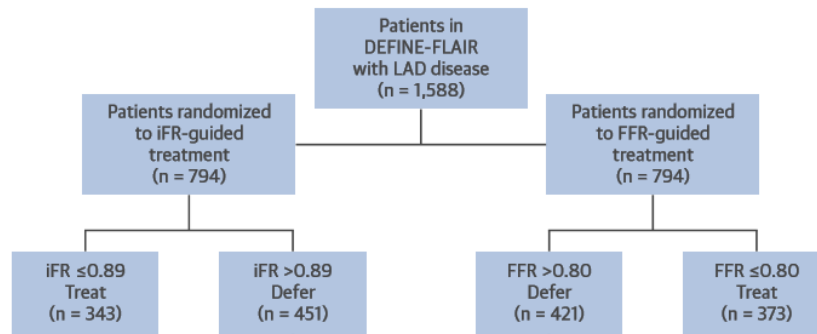 Patients in
DEFINE-FLAIR
with LAD disease
(n = 1,588)
Patients randomized
to iFR-guided
treatment
(n = 794)
Patients randomized
to FFR-guided
treatment
(n = 794)
iFR ≤0.89
Treat
(n = 343)
iFR >0.89
Defer
(n = 451)
FFR >0.80
Defer
(n = 421)
FFR ≤0.80
Treat
(n = 373)